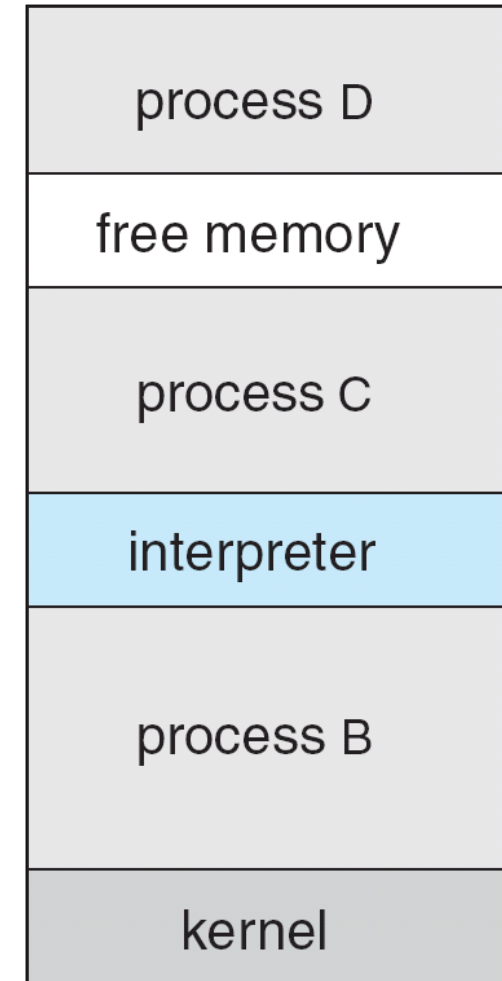 process D
free memory
process C
interpreter
process B
kernel